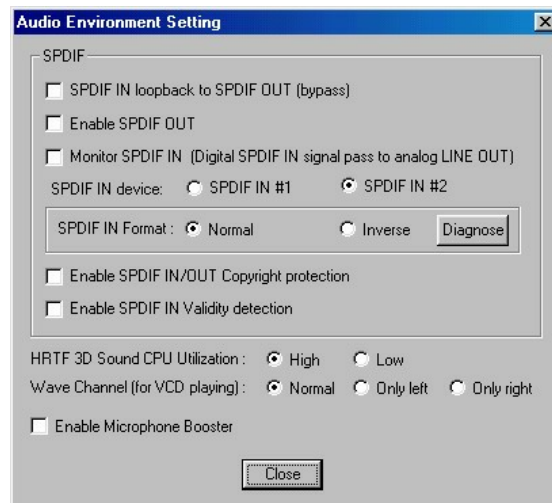 Audio Environment Setting
SPDIF
SPDIF IN loopback to SPDIF OUT (bypass)
Enable SPDIF OUT
Monitor SPDIF IN (Digital SPDIF IN signal pass to analog LINE OUT)
SPDIF IN device: SPDIF IN #1 SPDIF IN #2
SPDIF IN Format : Normal Inverse Diagnose
Enable SPDIF IN/OUT Copyright protection
Enable SPDIF IN Validity detection
HRTF 3D Sound CPU Utilization : High Low
Wave Channel (for VCD playing) : Normal Only left Only right
Enable Microphone Booster
Close